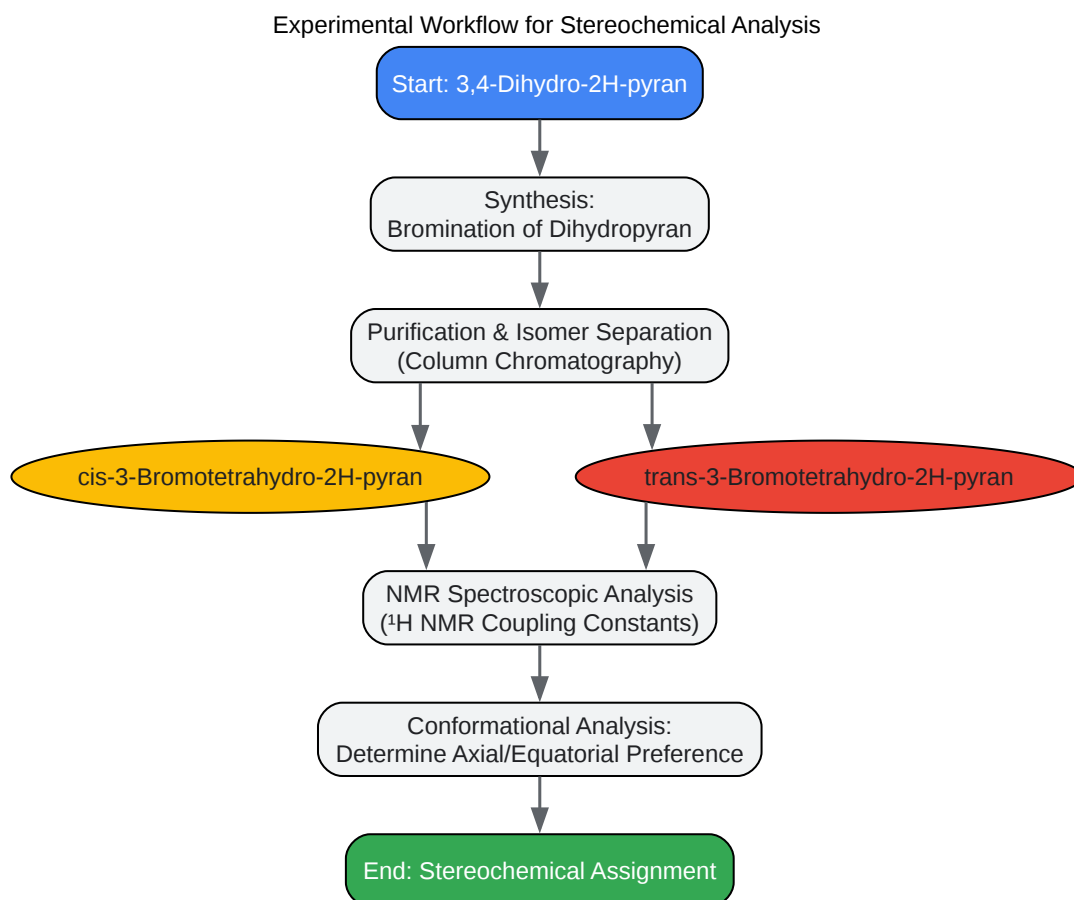 Experimental Workflow for Stereochemical Analysis
Start: 3,4-Dihydro-2H-pyran
Synthesis:
Bromination of Dihydropyran
Purification & Isomer Separation
(Column Chromatography)
cis-3-Bromotetrahydro-2H-pyran
trans-3-Bromotetrahydro-2H-pyran
NMR Spectroscopic Analysis
(¹H NMR Coupling Constants)
Conformational Analysis:
Determine Axial/Equatorial Preference
End: Stereochemical Assignment